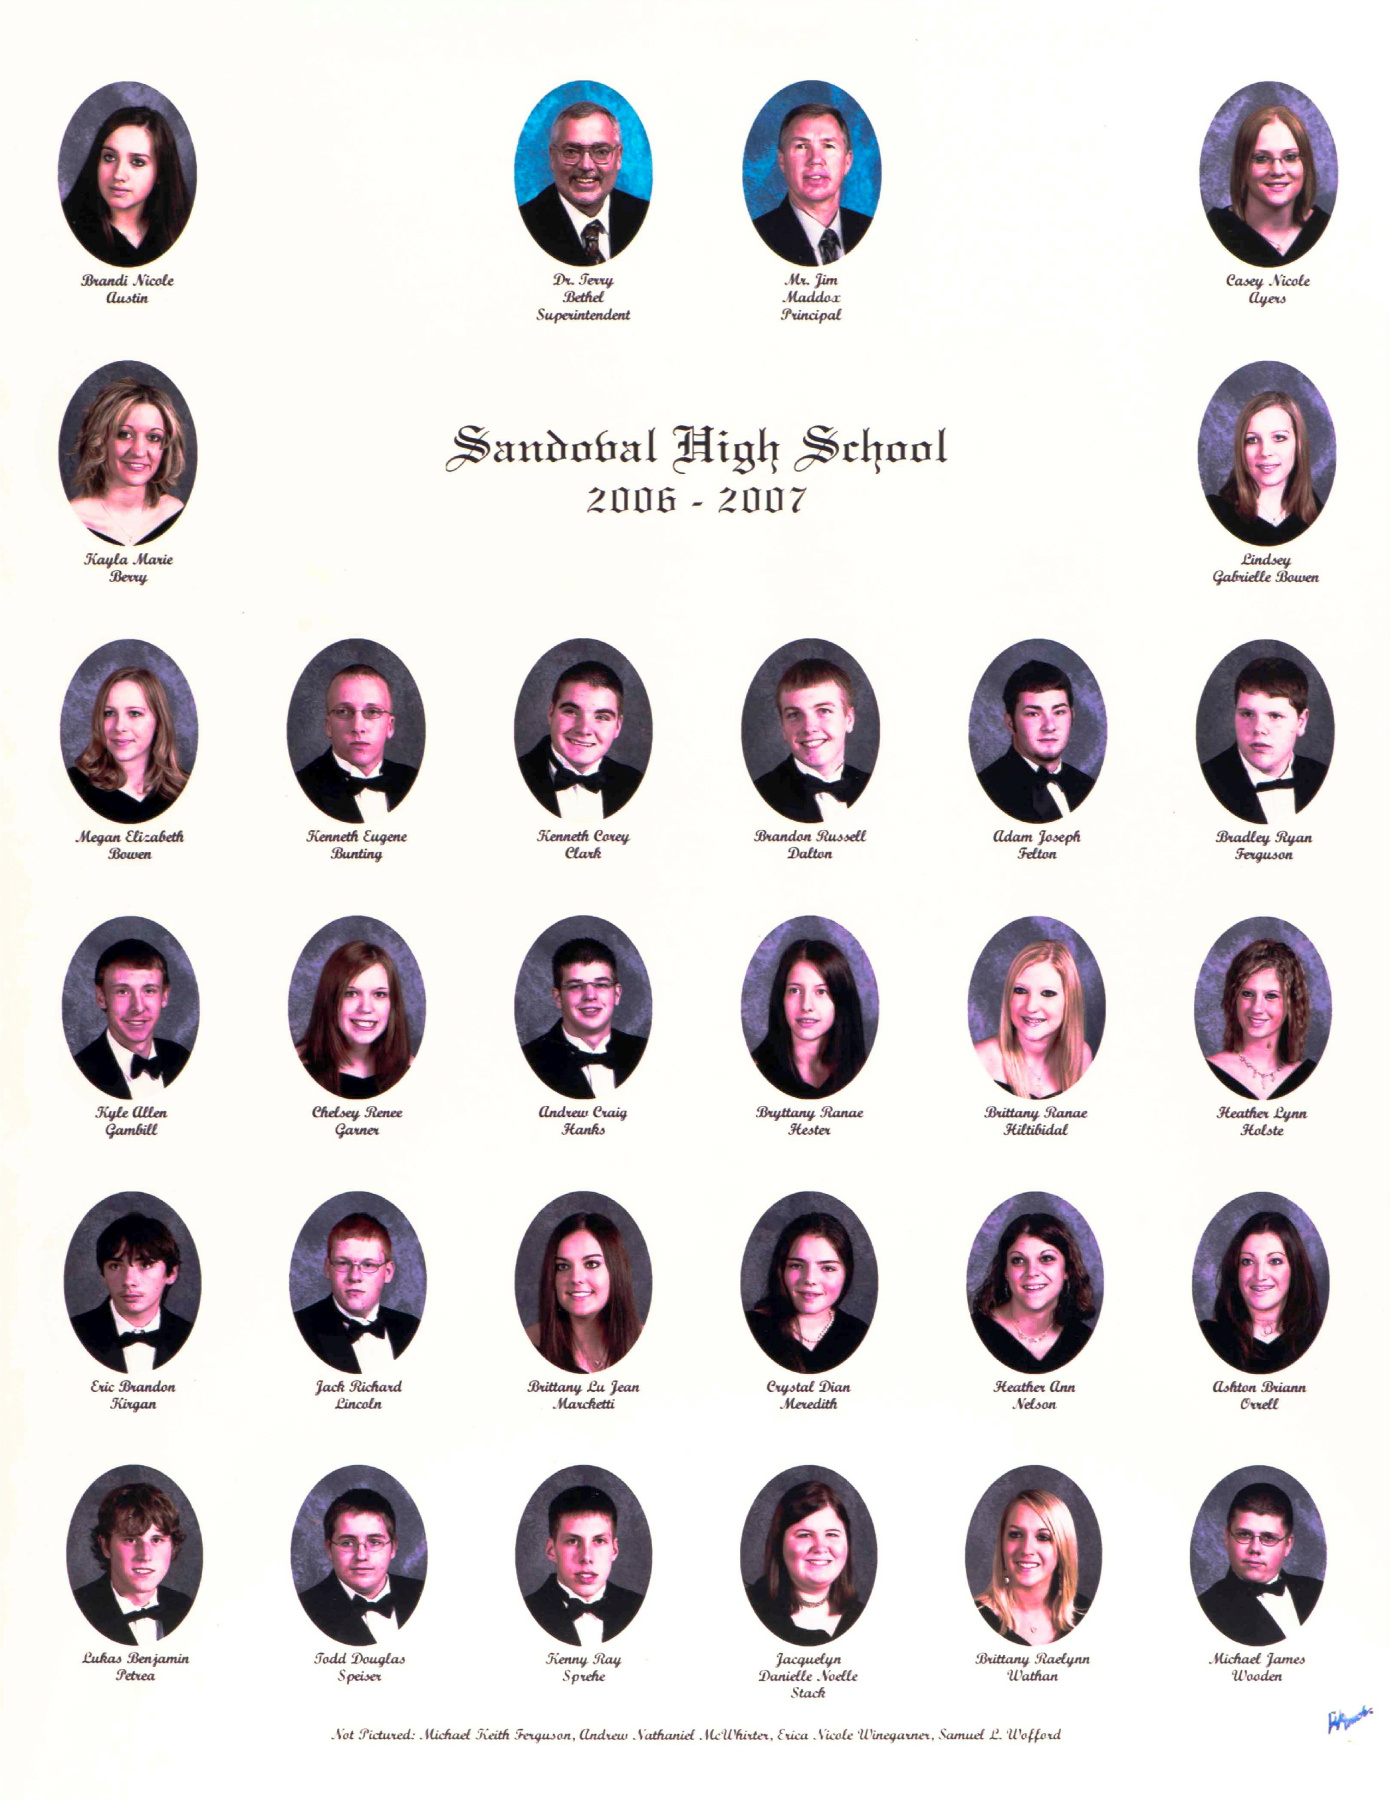 Brandi Nicole
Austin
Dr. Terry
Bethel
Superintendent
Mr. Jim
Maddox
Principal
Casey Nicole
Ayers
Kayla Marie
Berry
Sandoval High School
2006 - 2007
Lindsey
Gabrielle Bowen
Megan Elizabeth
Bowen
Kenneth Eugene
Bunting
Kenneth Corey
Clark
Brandon Russell
Dalton
Adam Joseph
Felton
Bradley Ryan
Ferguson
Kyle Allen
Gambill
Chelsey Renee
Garner
Andrew Craig
Hanks
Bryttany Ranae
Hester
Brittany Ranae
Hiltibidal
Heather Lynn
Holste
Eric Brandon
Kirgan
Jack Richard
Lincoln
Brittany Lu Jean
Marcketti
Crystal Dian
Meredith
Heather Ann
Nelson
Ashton Briann
Orrell
Lukas Benjamin
Petrea
Todd Douglas
Speiser
Kenny Ray
Sprehe
Jacquelyn
Danielle Noelle
Stack
Brittany Raelynn
Wathan
Michael James
Wooden
Not Pictured: Michael Keith Ferguson, Andrew Nathaniel McWhirter, Erica Nicole Winegarner, Samuel L. Wofford